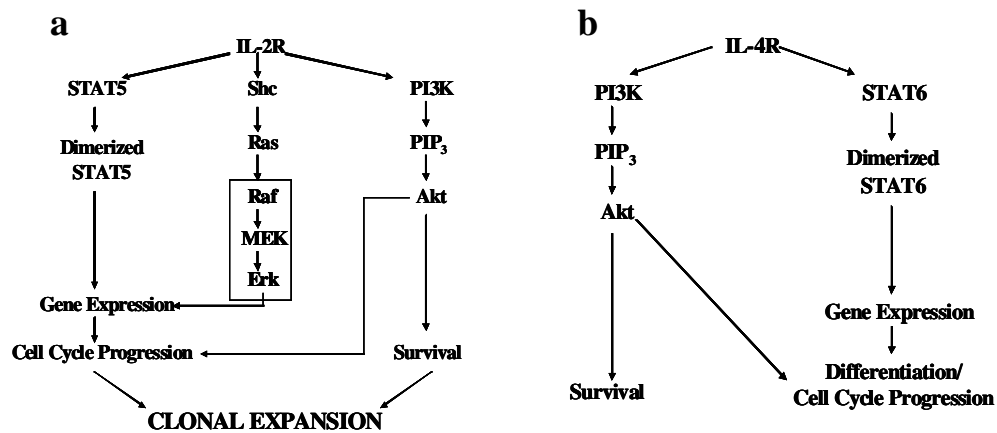 a
IL-2R
STAT5
Shc
PI3K
Dimerized
STAT5
Ras
PIP3
Raf
Akt
MEK
Erk
Gene Expression
Cell Cycle Progression
Survival
CLONAL EXPANSION
b
IL-4R
PI3K
STAT6
PIP3
Dimerized
STAT6
Akt
Gene Expression
Survival
Differentiation/
Cell Cycle Progression